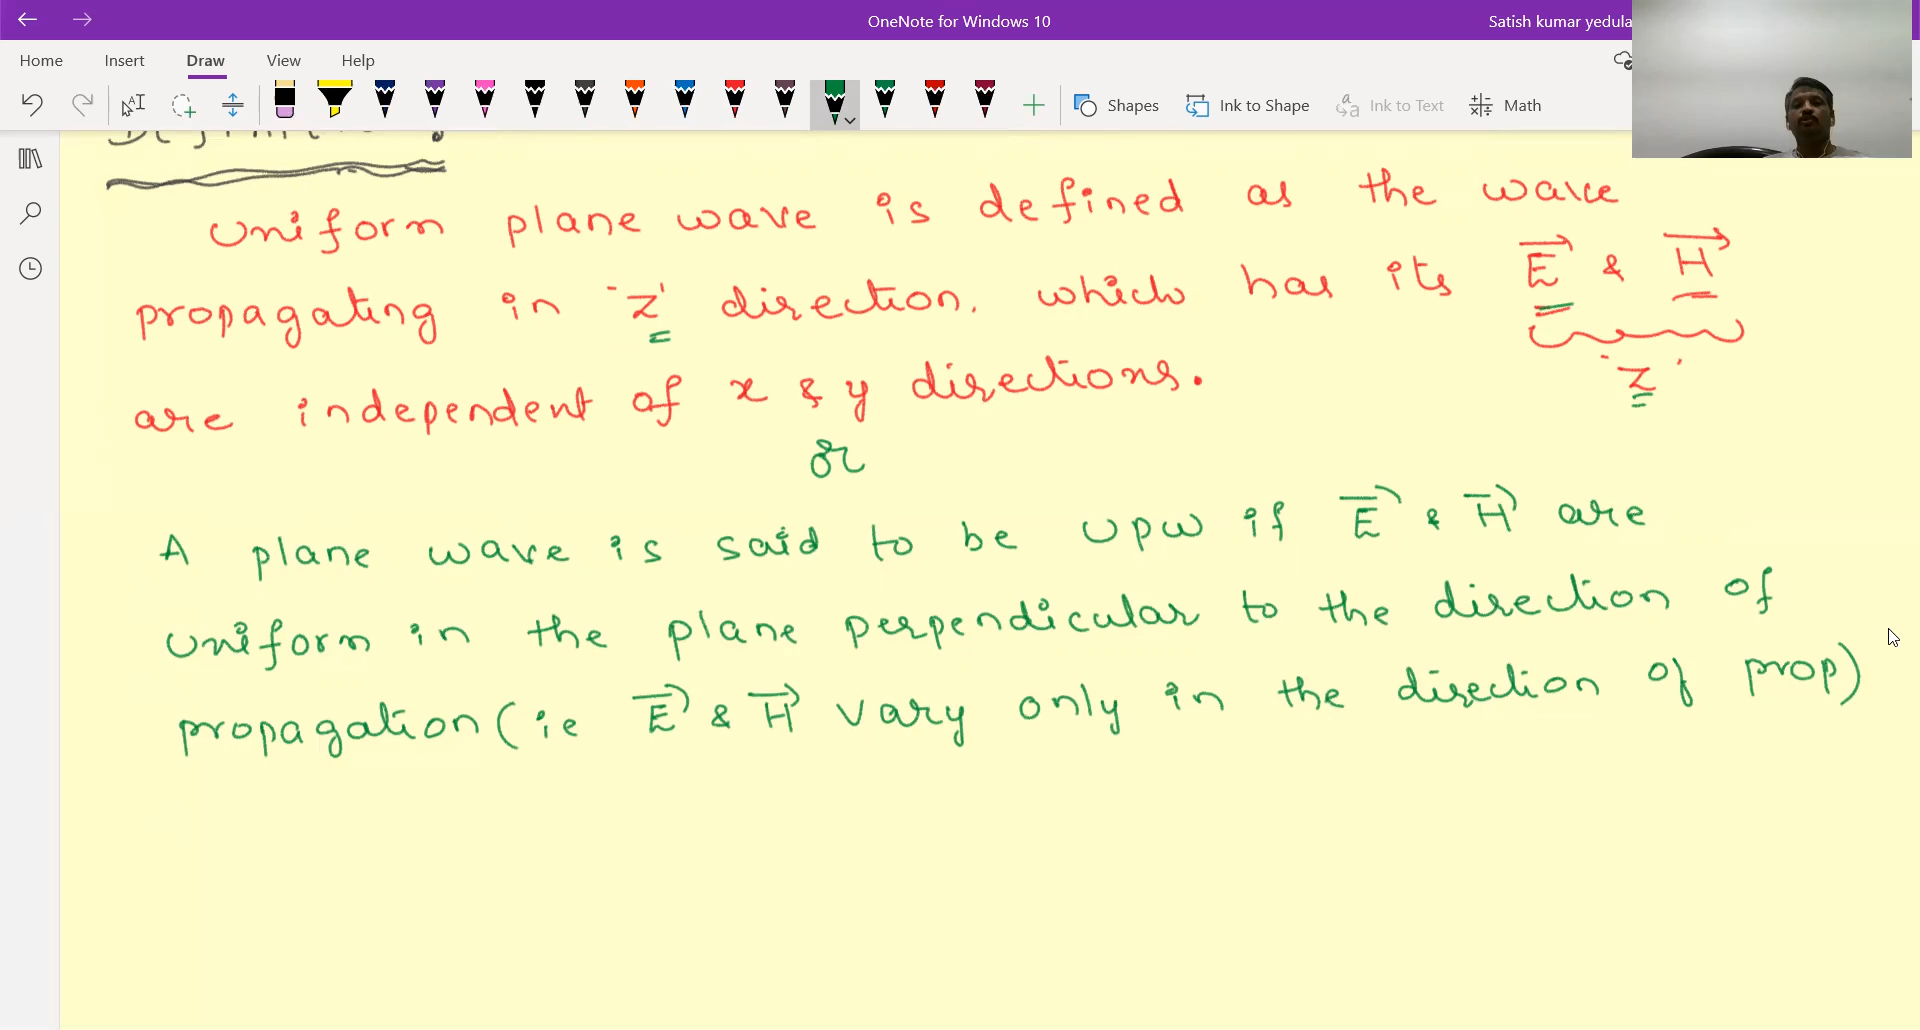 OneNote for Windows 10
Satish kumar yedula
Home Insert Draw View Help
Shapes Ink to Shape Ink to Text Math
uniform plane wave is defined as the wave
propagating in 'z' direction. which has its E & H
are independent of x & y directions.
'z'
or
A plane wave is said to be upw if E & H are
uniform in the plane perpendicular to the direction of
propagation (ie E & H vary only in the direction of prop)